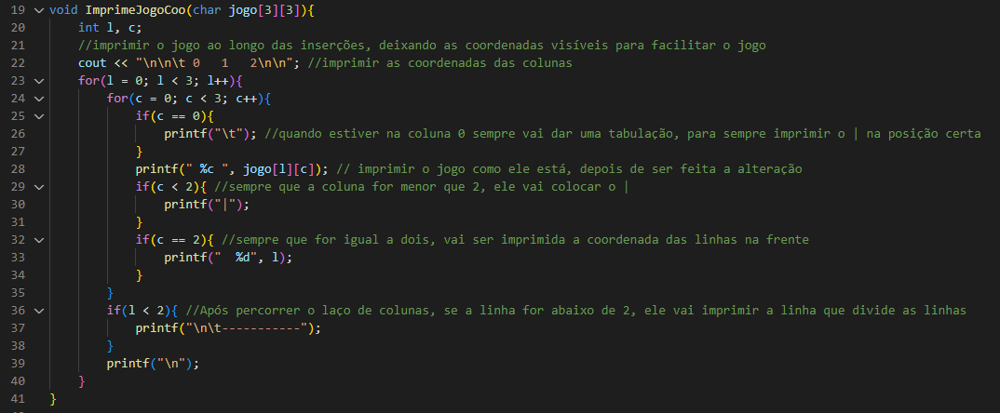 19 void ImprimeJogoCoo(char jogo[3][3]){
20     int l, c;
21     //imprimir o jogo ao longo das inserções, deixando as coordenadas visíveis para facilitar o jogo
22     cout << "\n\n\t 0   1   2\n\n"; //imprimir as coordenadas das colunas
23     for(l = 0; l < 3; l++){
24         for(c = 0; c < 3; c++){
25             if(c == 0){
26                 printf("\t"); //quando estiver na coluna 0 sempre vai dar uma tabulação, para sempre imprimir o | na posição certa
27             }
28             printf(" %c ", jogo[l][c]); // imprimir o jogo como ele está, depois de ser feita a alteração
29             if(c < 2){ //sempre que a coluna for menor que 2, ele vai colocar o |
30                 printf("|");
31             }
32             if(c == 2){ //sempre que for igual a dois, vai ser imprimida a coordenada das linhas na frente
33                 printf("  %d", l);
34             }
35         }
36         if(l < 2){ //Após percorrer o laço de colunas, se a linha for abaixo de 2, ele vai imprimir a linha que divide as linhas
37             printf("\n\t-----------");
38         }
39         printf("\n");
40     }
41 }